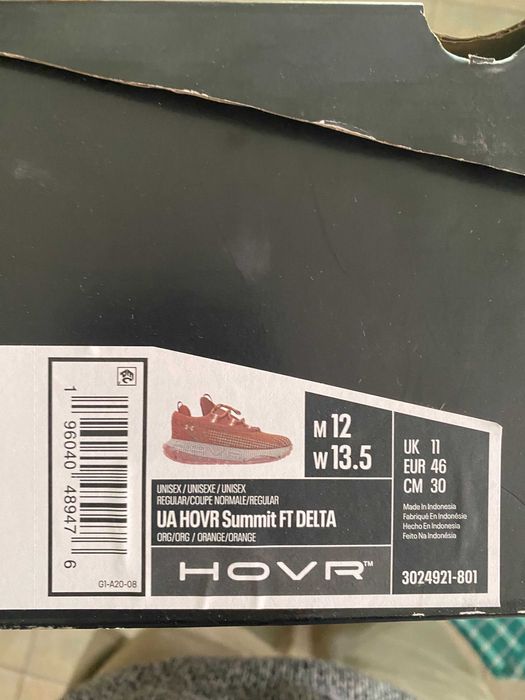 1 96040 48947 6
G1-A20-08
M 12
W 13.5
UNISEX / UNISEXE / UNISEX
REGULAR/COUPE NORMALE/REGULAR
UA HOVR Summit FT DELTA
ORG/ORG / ORANGE/ORANGE
HOVR™
UK 11
EUR 46
CM 30
Made In Indonesia
Fabriqué En Indonésie
Hecho En Indonesia
Feito Na Indonésia
3024921-801